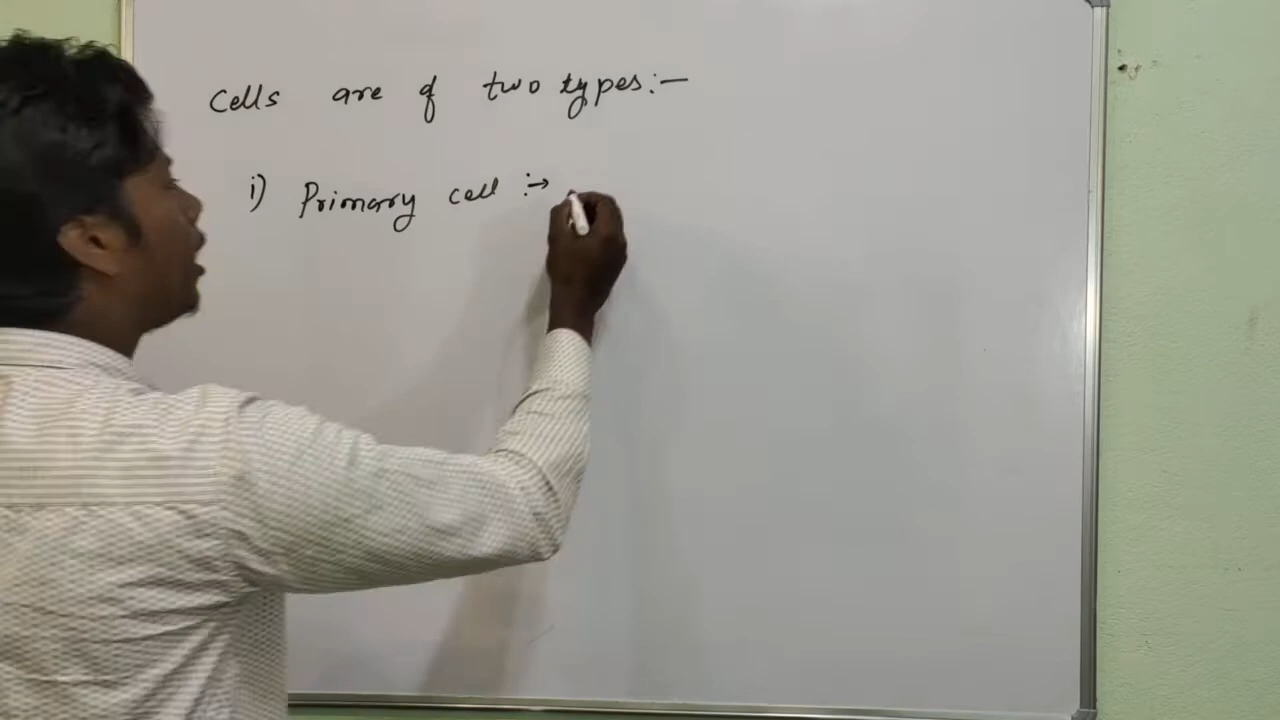 Cells are of two types:-
i) Primary cell :→